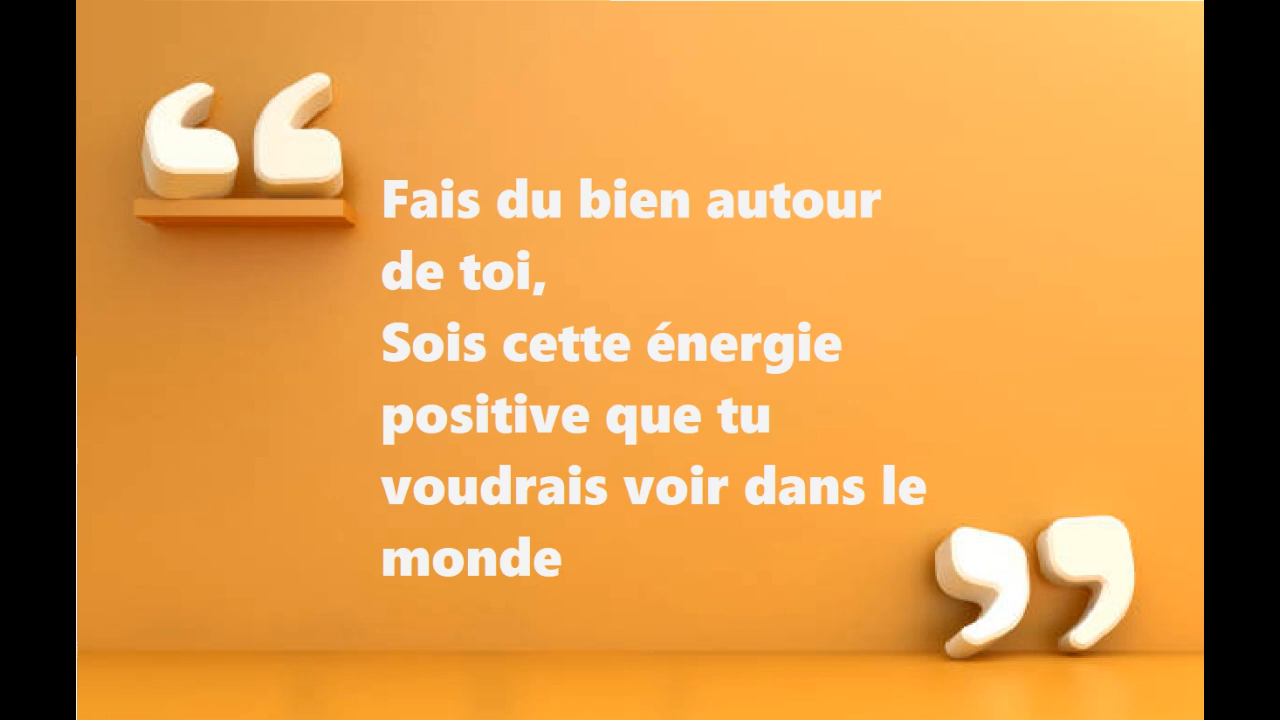 Fais du bien autour
de toi,
Sois cette énergie
positive que tu
voudrais voir dans le
monde